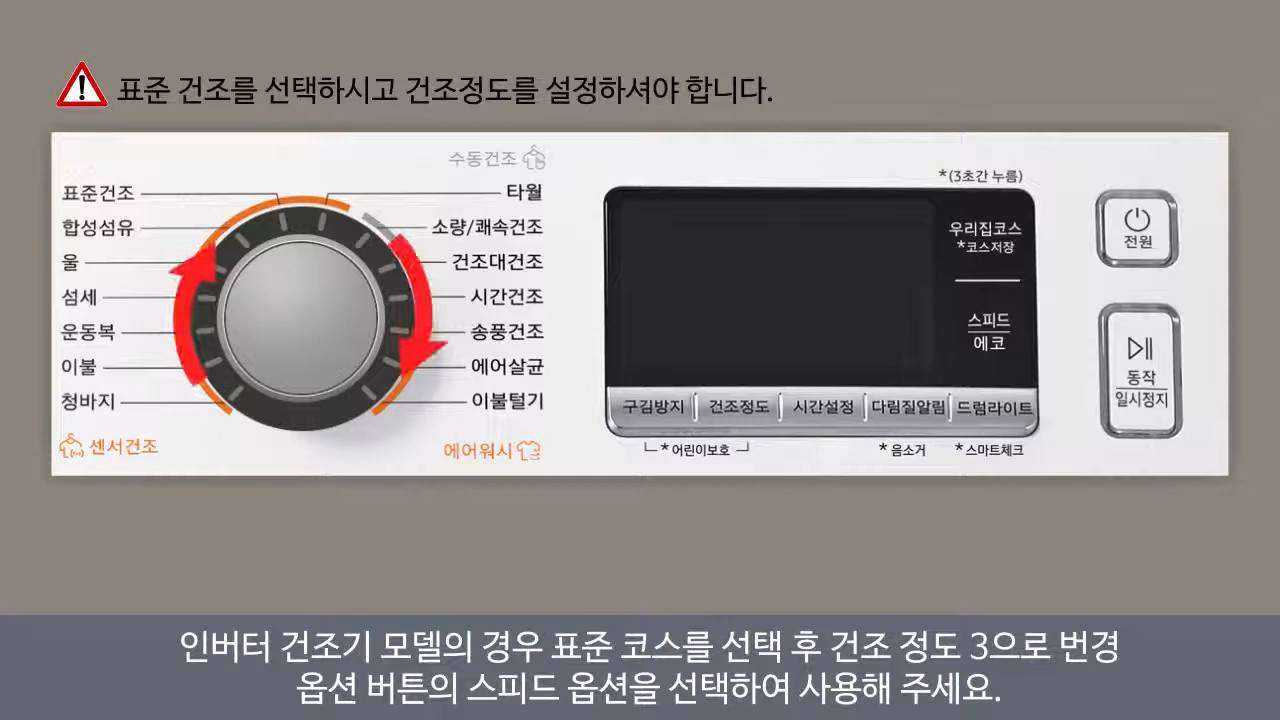 표준 건조를 선택하시고 건조정도를 설정하셔야 합니다.
수동건조
표준건조
합성섬유
울
섬세
운동복
이불
청바지
센서건조
타월
소량/쾌속건조
건조대건조
시간건조
송풍건조
에어살균
이불털기
에어워시
*(3초간 누름)
우리집코스
*코스저장
스피드
에코
구김방지 건조정도 시간설정 다림질알림 드럼라이트
*어린이보호 *음소거 *스마트체크
전원
동작
일시정지
인버터 건조기 모델의 경우 표준 코스를 선택 후 건조 정도 3으로 변경
옵션 버튼의 스피드 옵션을 선택하여 사용해 주세요.